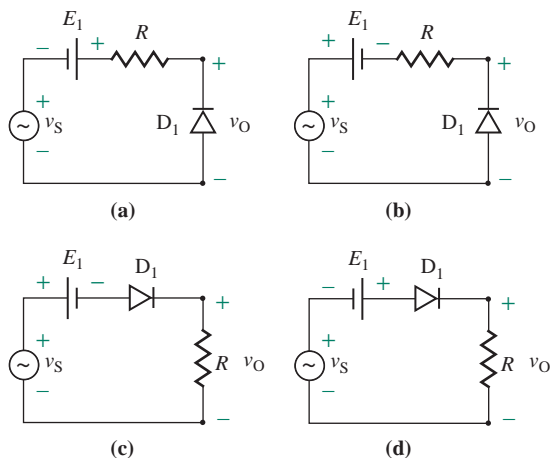 E1
− + R
+
+
vS
−
D1
vO
−
(a)
E1
+ − R
+
+
vS
−
D1
vO
−
(b)
E1
+ − D1
+
+
vS
−
R
vO
−
(c)
E1
− + D1
+
+
vS
−
R
vO
−
(d)